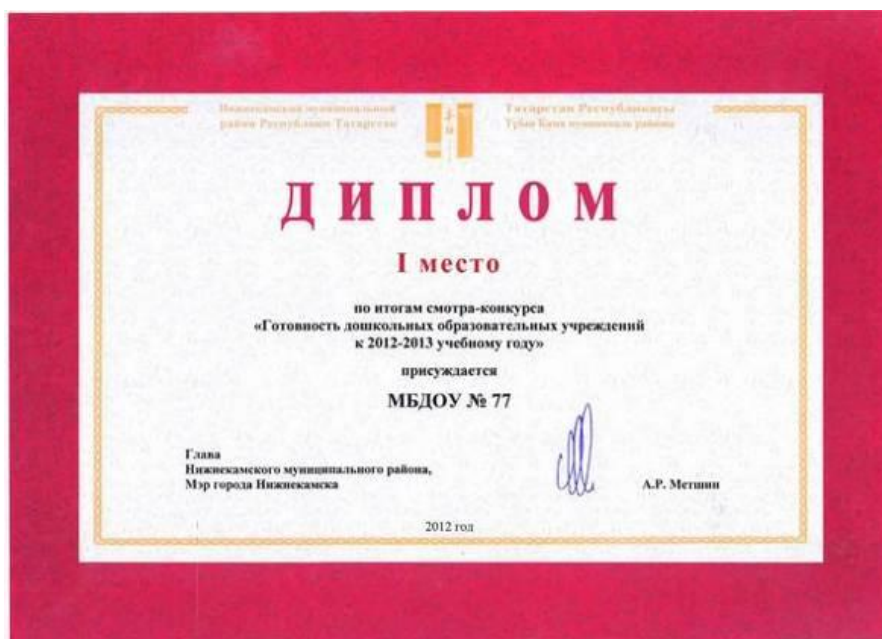 Нижнекамский муниципальный
район Республики Татарстан
Татарстан Республикасы
Түбән Кама муниципаль районы
ДИПЛОМ
I место
по итогам смотра-конкурса
«Готовность дошкольных образовательных учреждений
к 2012-2013 учебному году»
присуждается
МБДОУ № 77
Глава
Нижнекамского муниципального района,
Мэр города Нижнекамска
А.Р. Метшин
2012 год